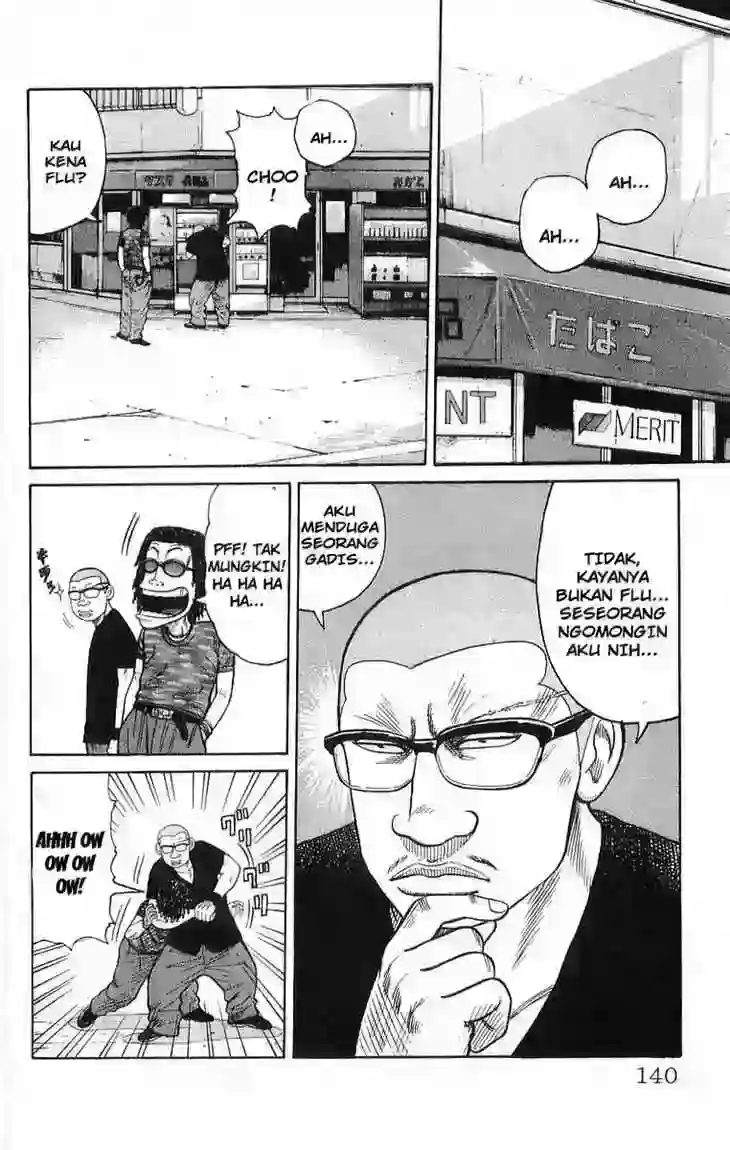 AH...
AH...
たばこ
NT
MERIT
AH...
CHOO
!
KAU
KENA
FLU?
TIDAK,
KAYANYA
BUKAN FLU...
SESEORANG
NGOMONGIN
AKU NIH...
AKU
MENDUGA
SEORANG
GADIS...
PFF! TAK
MUNGKIN!
HA HA HA
HA...
AHHH OW
OW OW OW
OW!
140